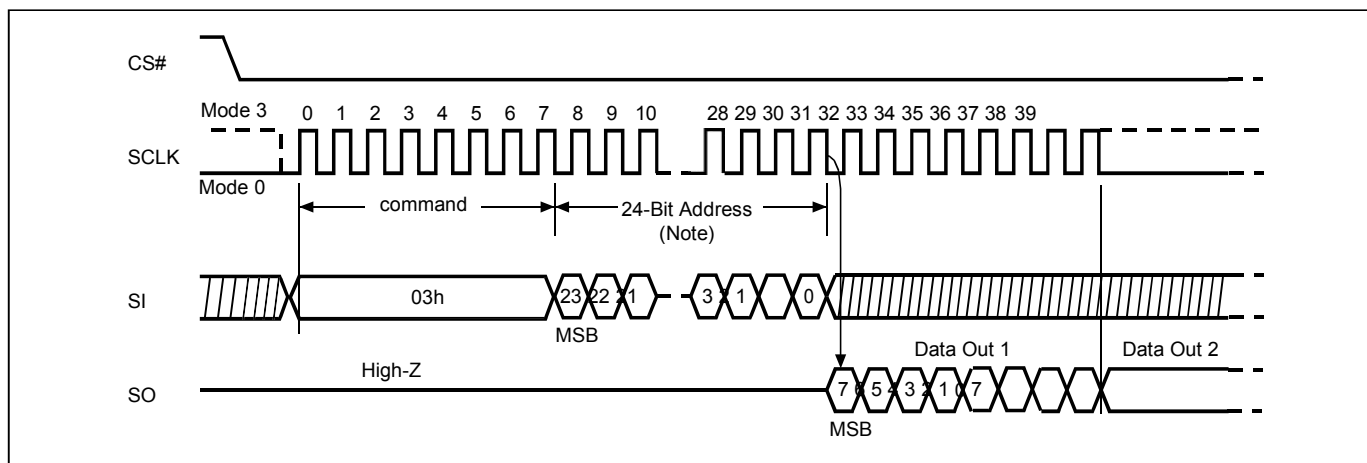 CS#
Mode 3 0 1 2 3 4 5 6 7 8 9 10 28 29 30 31 32 33 34 35 36 37 38 39
SCLK
Mode 0
command 24-Bit Address
(Note)
SI 03h 23 22 21 3 2 1 0
MSB
Data Out 1 Data Out 2
High-Z
SO 7 6 5 4 3 2 1 0 7
MSB